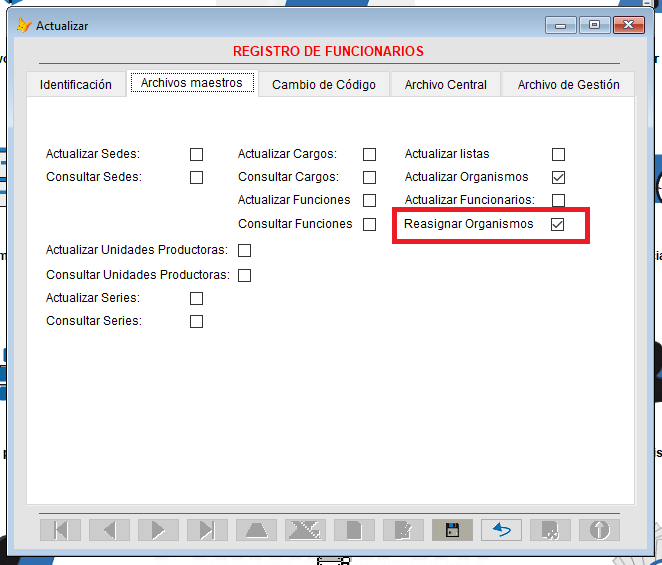 Actualizar
REGISTRO DE FUNCIONARIOS
Identificación Archivos maestros Cambio de Código Archivo Central Archivo de Gestión
Actualizar Sedes: Actualizar Cargos: Actualizar listas
Consultar Sedes: Consultar Cargos: Actualizar Organismos
Actualizar Funciones Actualizar Funcionarios:
Consultar Funciones Reasignar Organismos
Actualizar Unidades Productoras:
Consultar Unidades Productoras:
Actualizar Series:
Consultar Series: